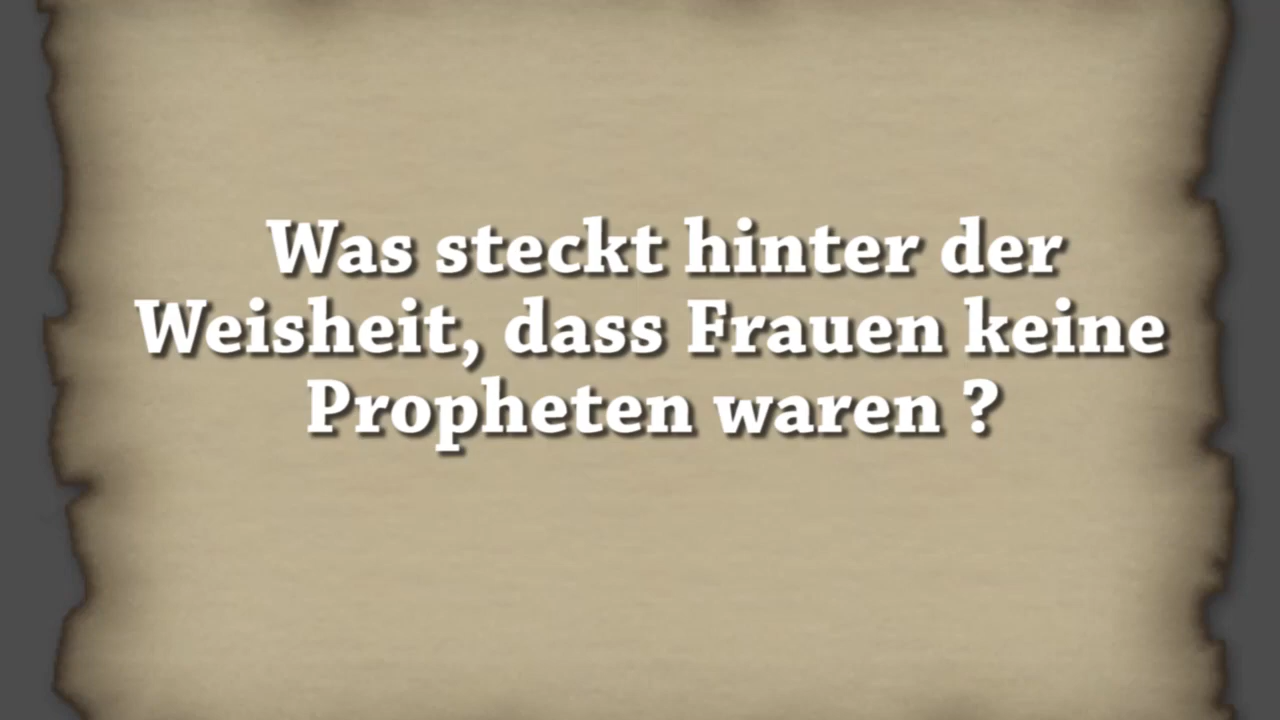 Was steckt hinter der
Weisheit, dass Frauen keine
Propheten waren ?